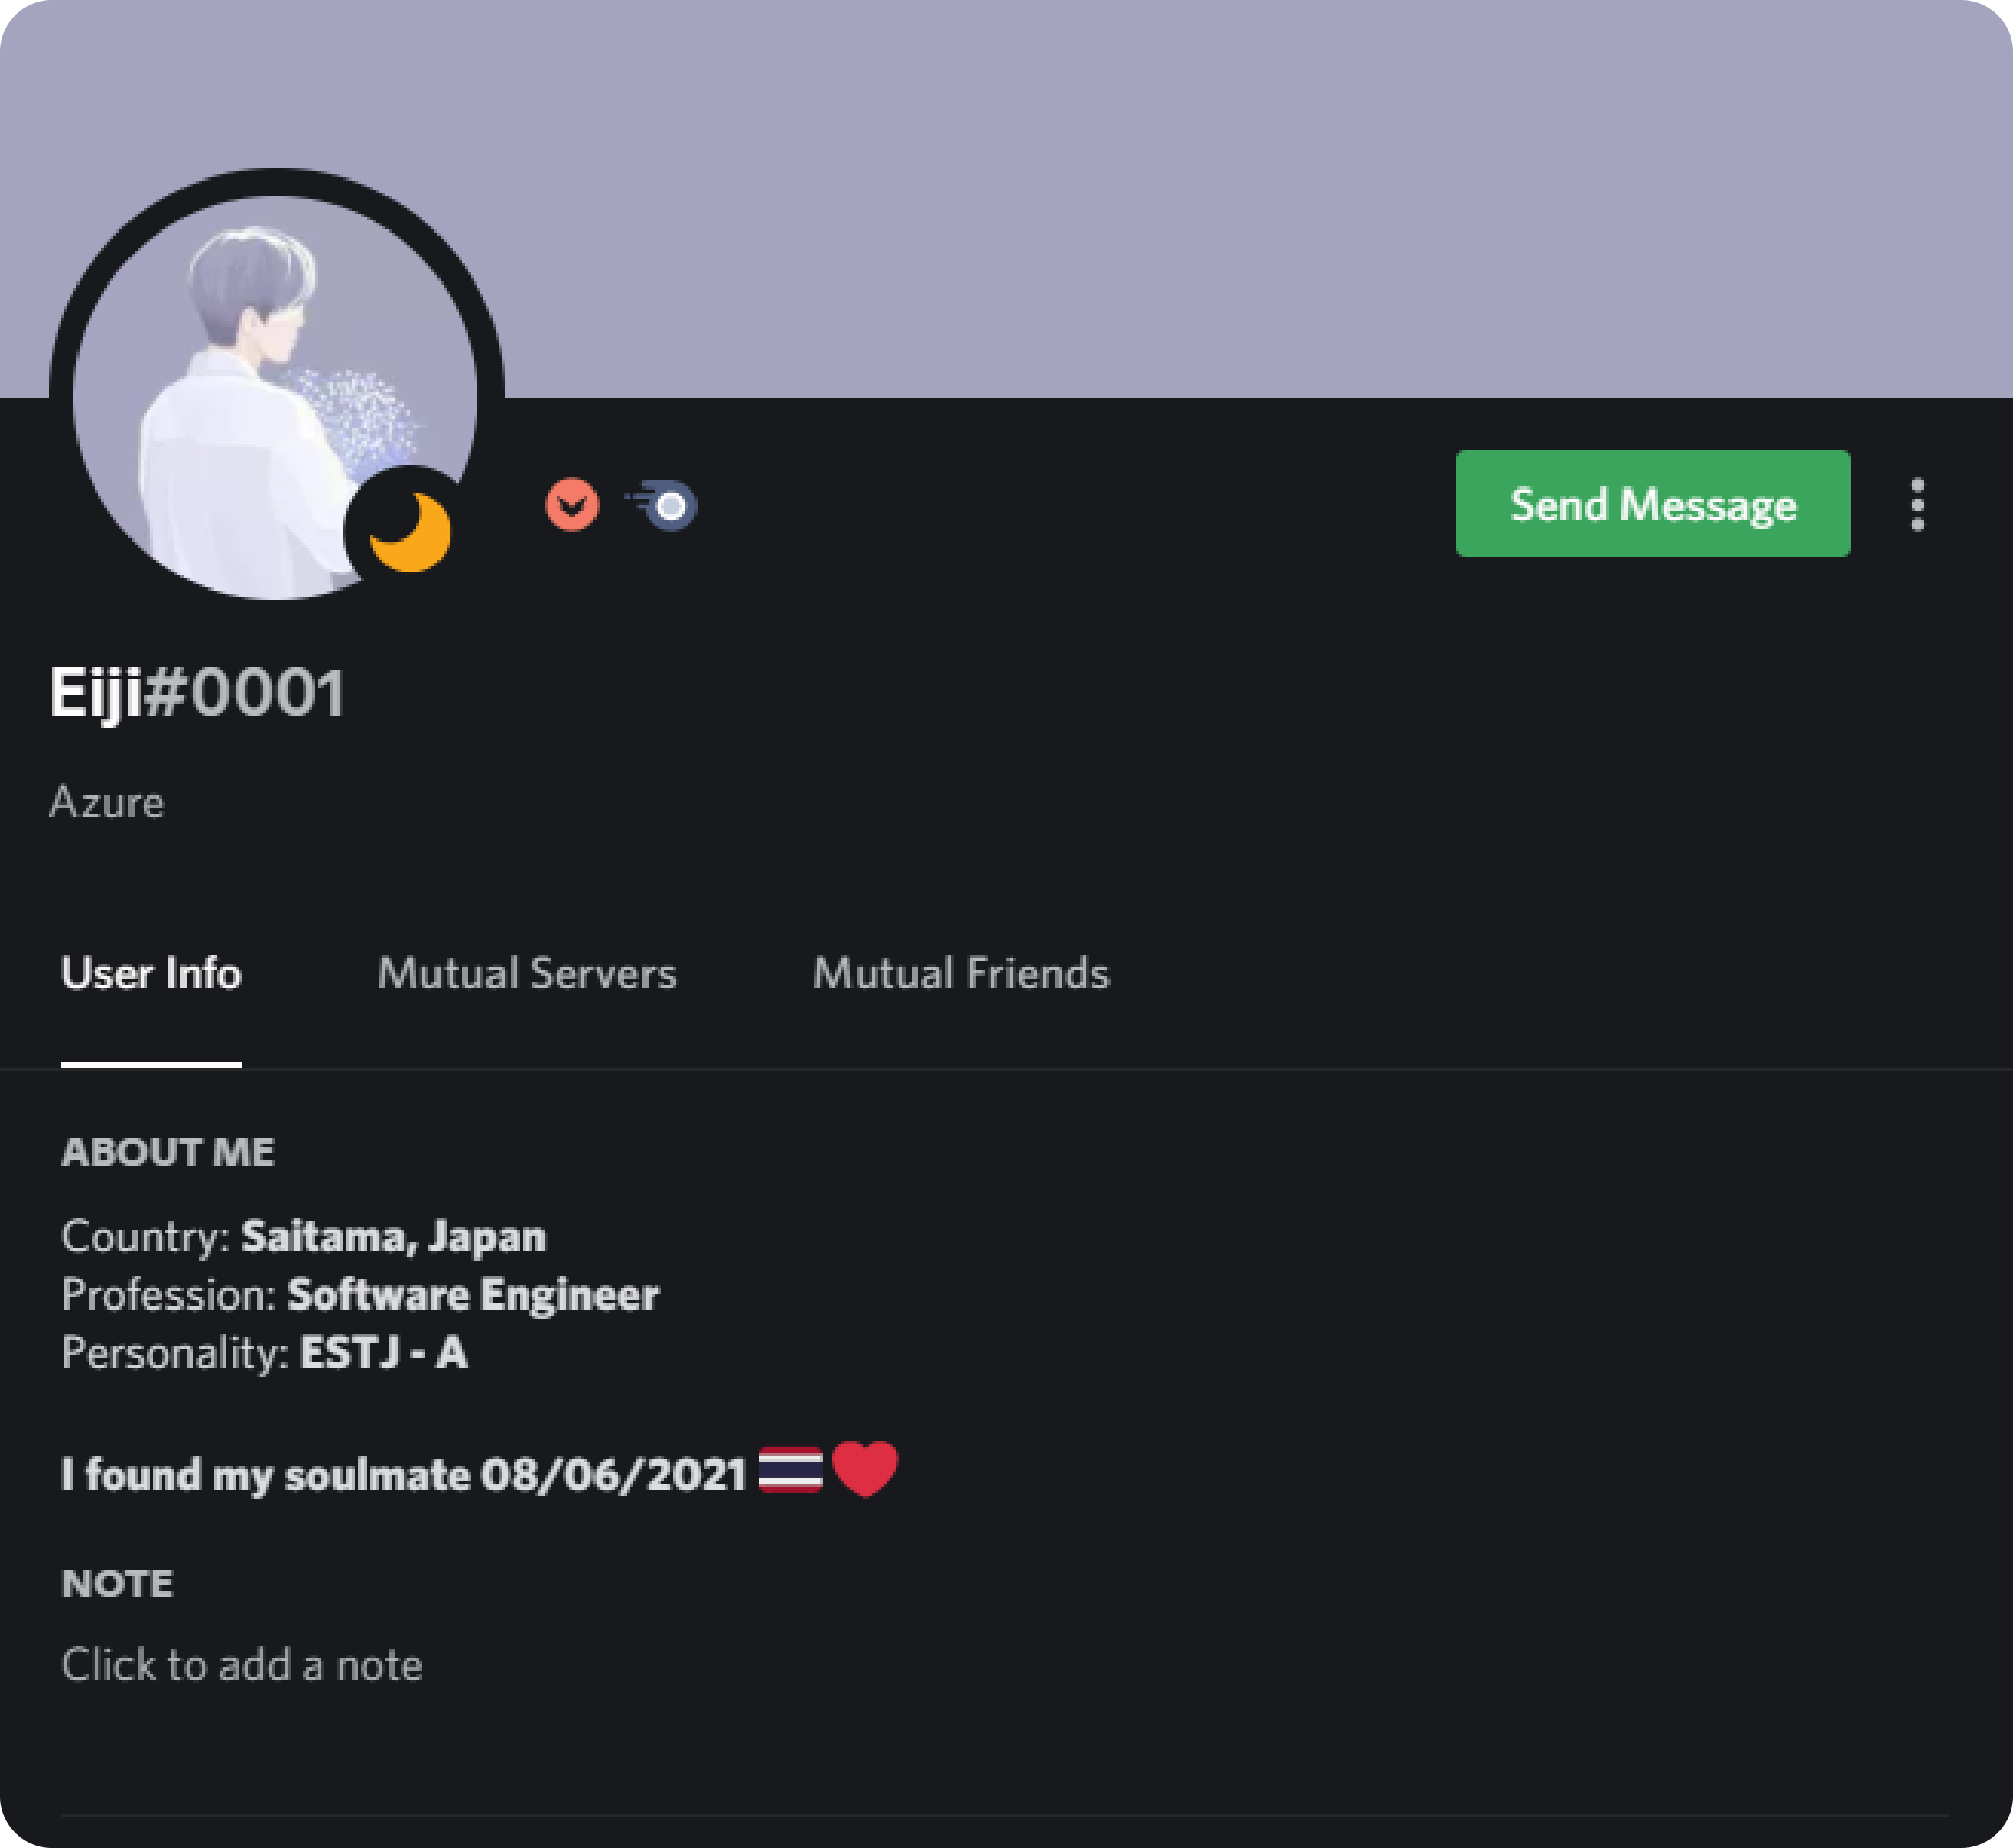 Send Message
Eiji#0001
Azure
User Info Mutual Servers Mutual Friends
ABOUT ME
Country: Saitama, Japan
Profession: Software Engineer
Personality: ESTJ - A
I found my soulmate 08/06/2021 🇹🇭❤️
NOTE
Click to add a note